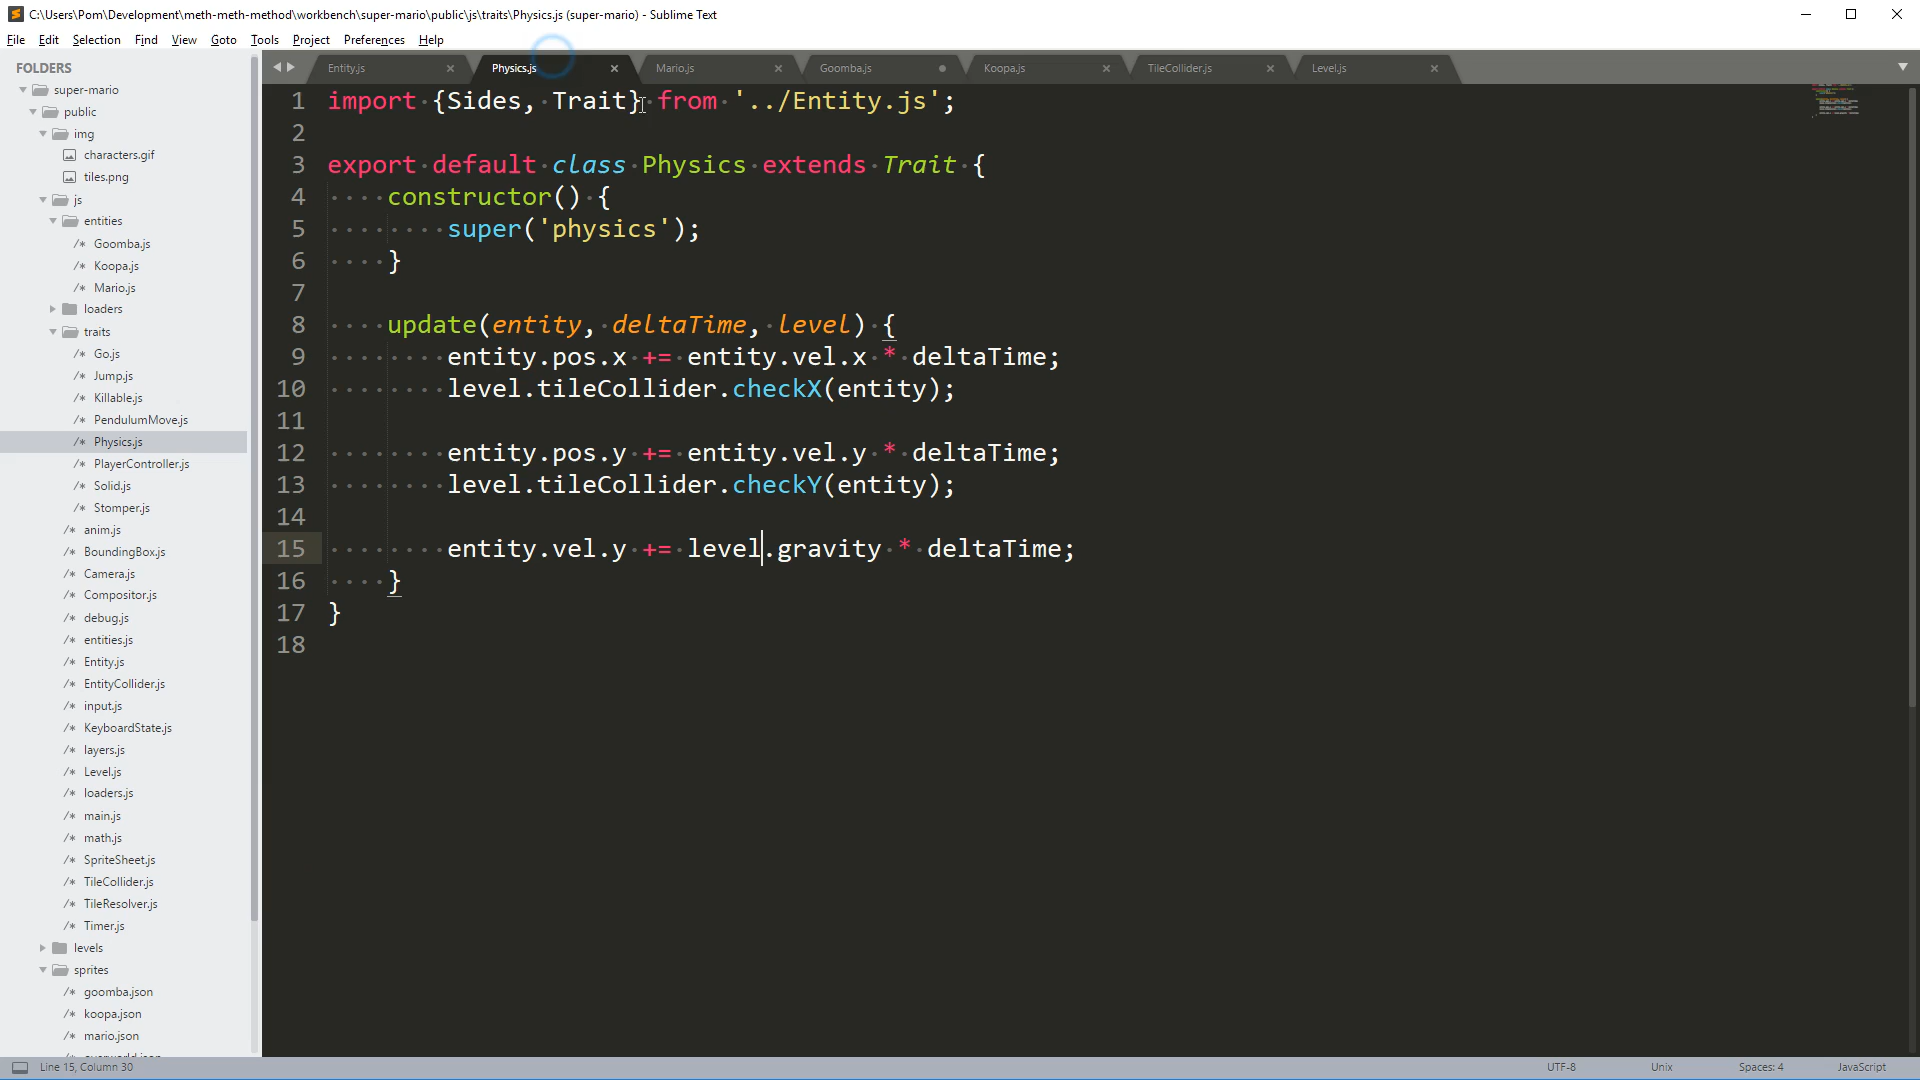 C:\Users\Pom\Development\meth-meth-method\workbench\super-mario\public\js\traits\Physics.js (super-mario) - Sublime Text
File Edit Selection Find View Goto Tools Project Preferences Help
FOLDERS
super-mario
public
img
characters.gif
tiles.png
js
entities
/* Goomba.js
/* Koopa.js
/* Mario.js
loaders
traits
/* Go.js
/* Jump.js
/* Killable.js
/* PendulumMove.js
/* Physics.js
/* PlayerController.js
/* Solid.js
/* Stomper.js
/* anim.js
/* BoundingBox.js
/* Camera.js
/* Compositor.js
/* debug.js
/* entities.js
/* Entity.js
/* EntityCollider.js
/* input.js
/* KeyboardState.js
/* layers.js
/* Level.js
/* loaders.js
/* main.js
/* math.js
/* SpriteSheet.js
/* TileCollider.js
/* TileResolver.js
/* Timer.js
levels
sprites
/* goomba.json
/* koopa.json
/* mario.json
Entity.js Physics.js Mario.js Goomba.js Koopa.js TileCollider.js Level.js
1 import {Sides, Trait} from '../Entity.js';
2
3 export default class Physics extends Trait {
4 constructor() {
5 super('physics');
6 }
7
8 update(entity, deltaTime, level) {
9 entity.pos.x += entity.vel.x * deltaTime;
10 level.tileCollider.checkX(entity);
11
12 entity.pos.y += entity.vel.y * deltaTime;
13 level.tileCollider.checkY(entity);
14
15 entity.vel.y += level.gravity * deltaTime;
16 }
17 }
18
Line 15, Column 30 UTF-8 Unix Spaces: 4 JavaScript